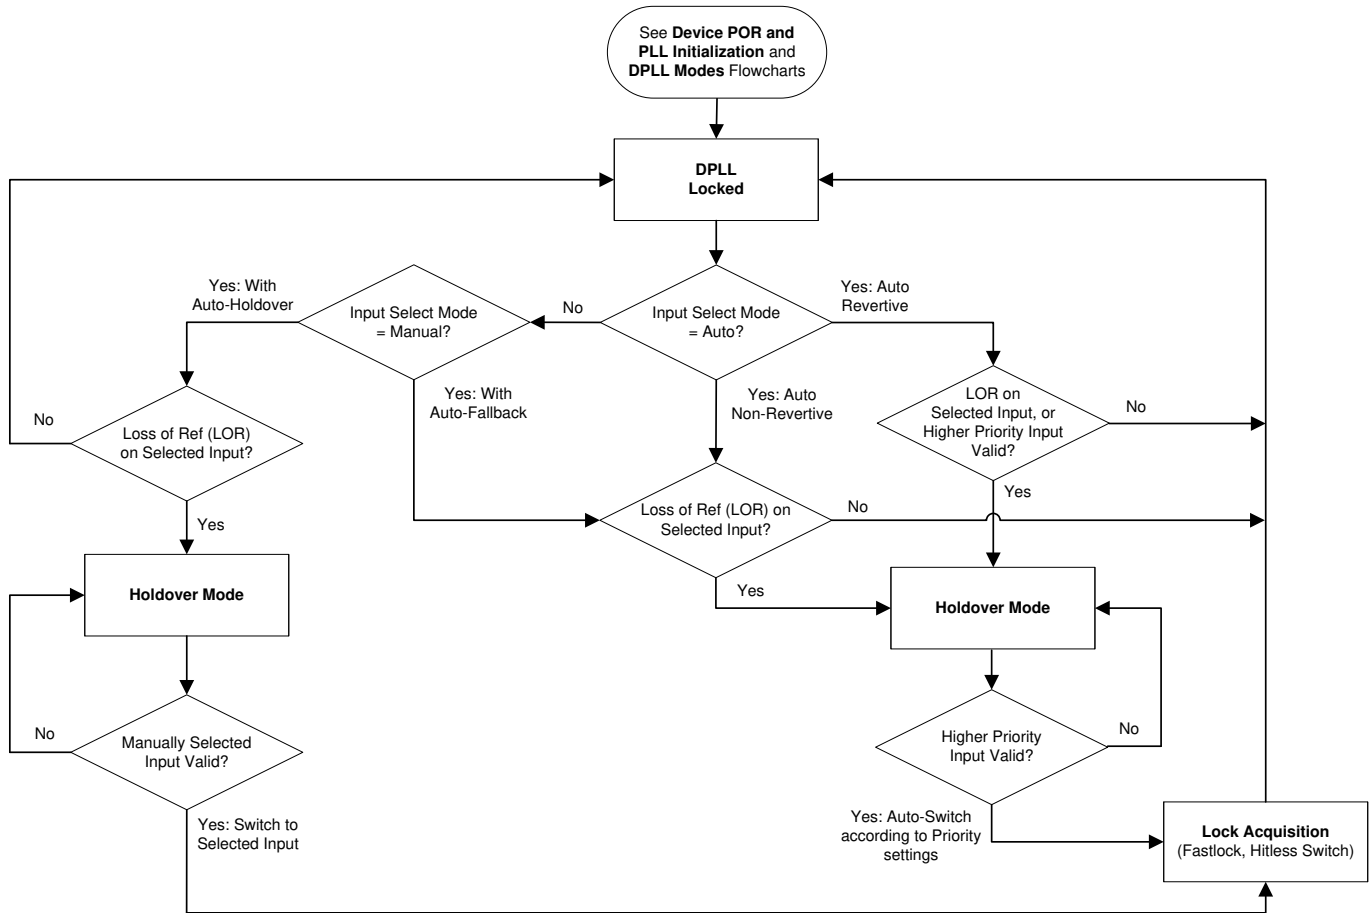 See Device POR and
PLL Initialization and
DPLL Modes Flowcharts
DPLL
Locked
Yes: With
Auto-Holdover
Input Select Mode
= Manual?
No
Input Select Mode
= Auto?
Yes: Auto
Revertive
No
Loss of Ref (LOR)
on Selected Input?
Yes: With
Auto-Fallback
Yes: Auto
Non-Revertive
LOR on
Selected Input, or
Higher Priority Input
Valid?
No
Yes
Loss of Ref (LOR) on
Selected Input?
No
Yes
Holdover Mode
Yes
Holdover Mode
No
Manually Selected
Input Valid?
Higher Priority
Input Valid?
No
Yes: Switch to
Selected Input
Yes: Auto-Switch
according to Priority
settings
Lock Acquisition
(Fastlock, Hitless Switch)